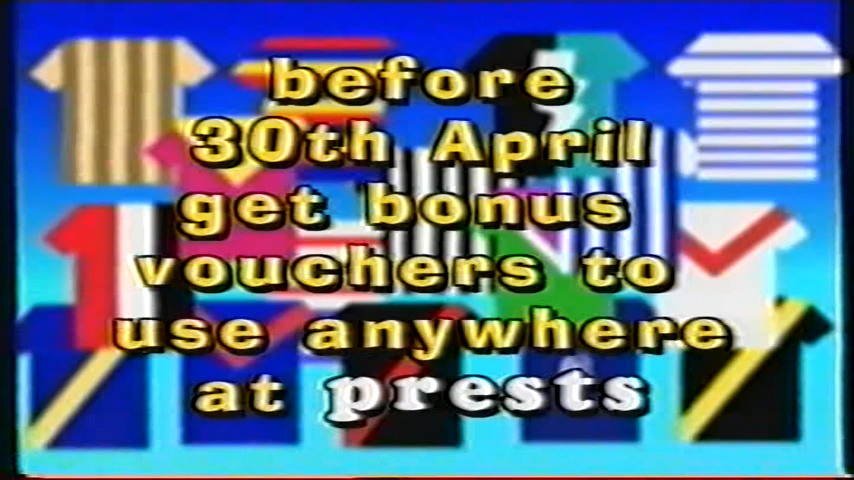 before
30th April
get bonus
vouchers to
use anywhere
at prests